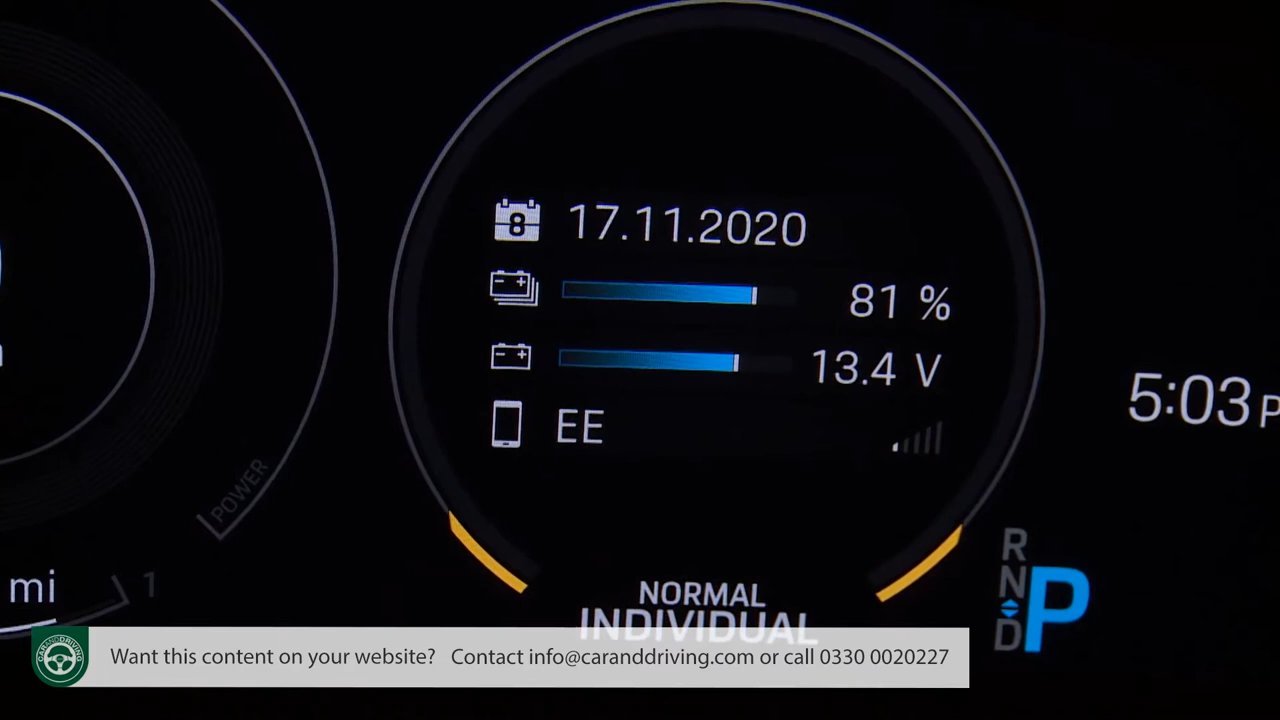 8 17.11.2020
81 %
13.4 V
EE
5:03
POWER
mi
1
NORMAL
INDIVIDUAL
R
N
D
P
CARANDDRIVING
Want this content on your website? Contact info@caranddriving.com or call 0330 0020227